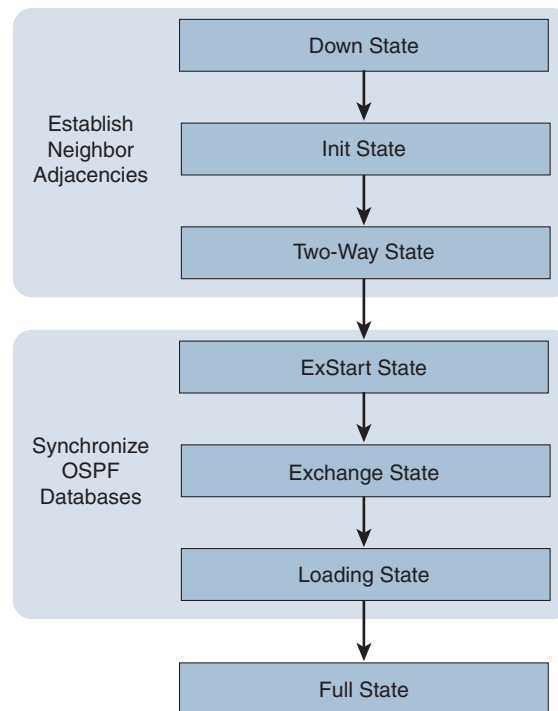 Down State
Establish
Neighbor
Adjacencies
Init State
Two-Way State
ExStart State
Synchronize
OSPF
Databases
Exchange State
Loading State
Full State